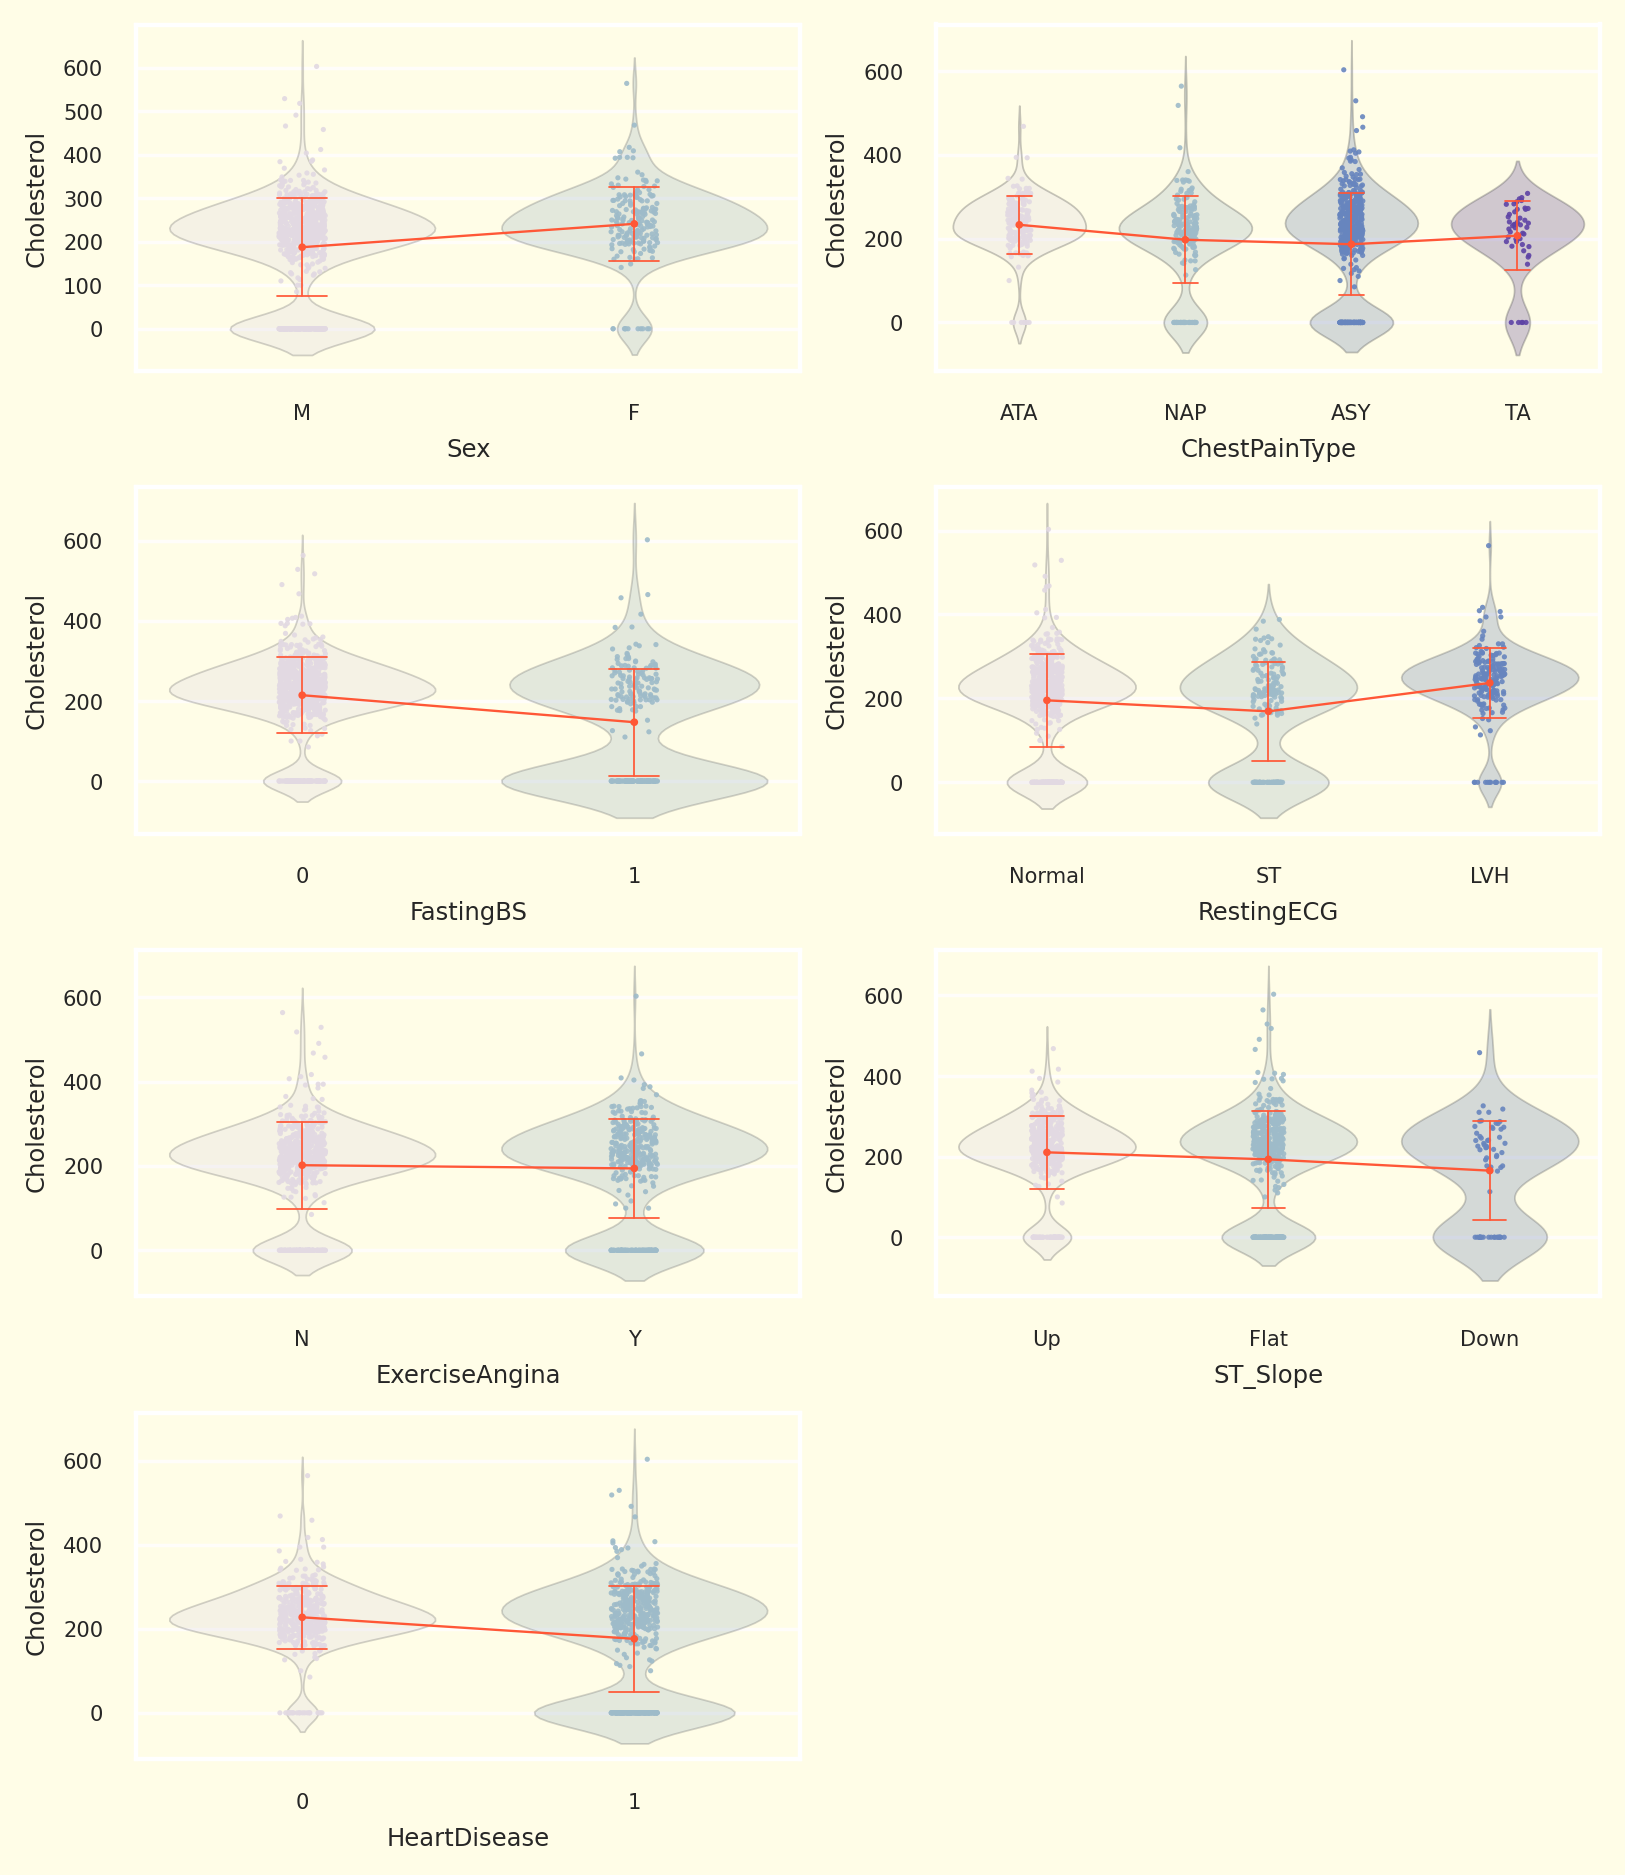 600
500
400
300
200
100
0
Cholesterol
M F
Sex
600
400
200
0
Cholesterol
ATA NAP ASY TA
ChestPainType
600
400
200
0
Cholesterol
0 1
FastingBS
600
400
200
0
Cholesterol
Normal ST LVH
RestingECG
600
400
200
0
Cholesterol
N Y
ExerciseAngina
600
400
200
0
Cholesterol
Up Flat Down
ST_Slope
600
400
200
0
Cholesterol
0 1
HeartDisease